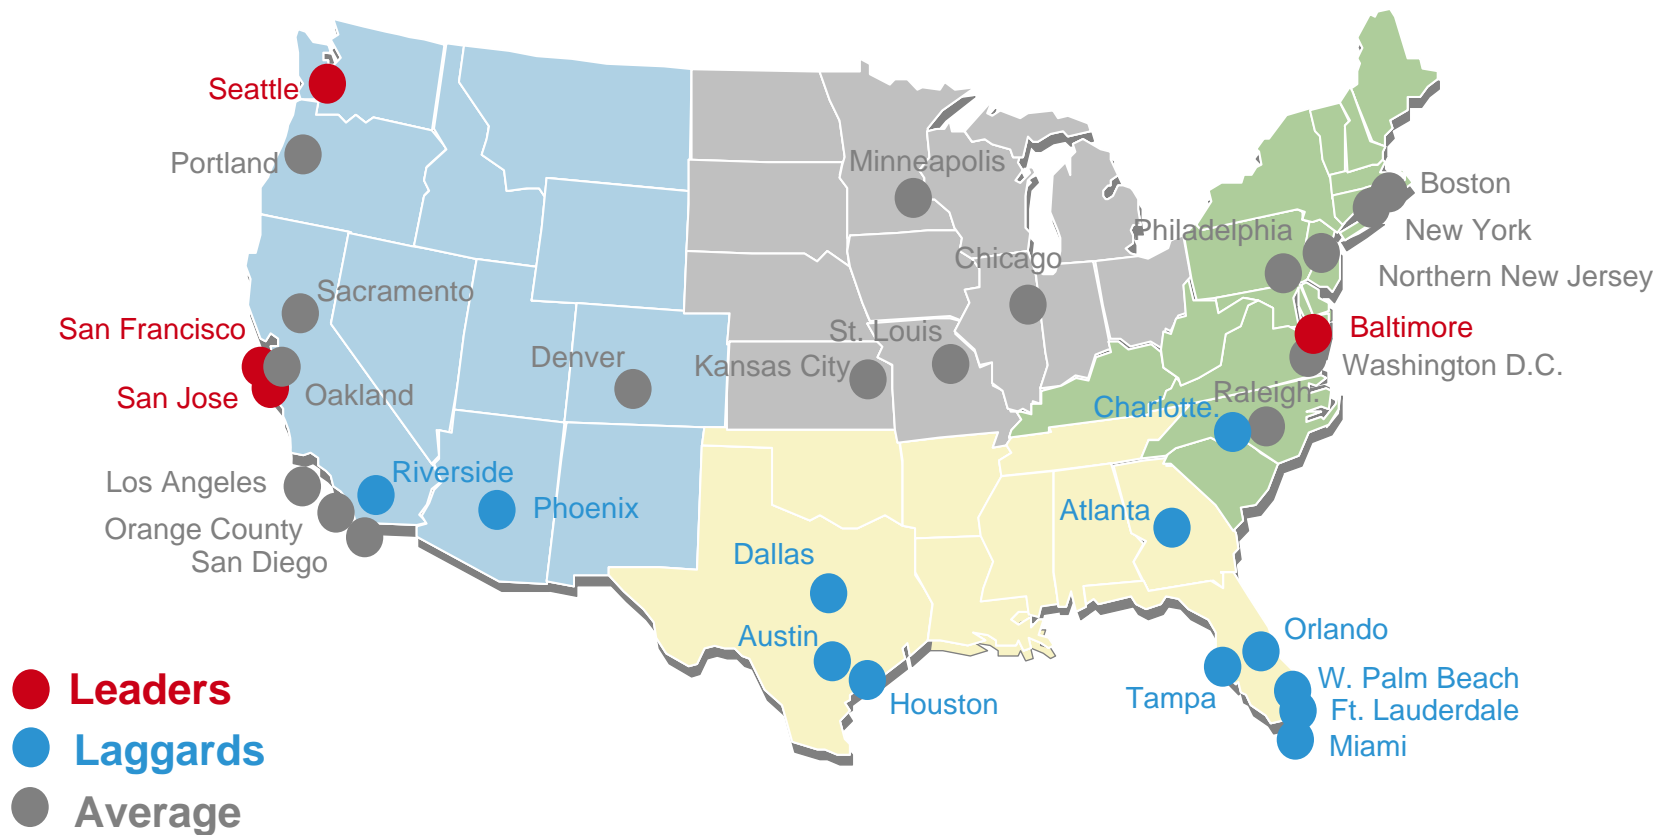 Seattle
Portland
Minneapolis
Boston
New York
Philadelphia
Northern New Jersey
Chicago
Sacramento
San Francisco
St. Louis
Baltimore
Denver
Kansas City
Washington D.C.
San Jose
Oakland
Raleigh.
Charlotte.
Los Angeles
Riverside
Phoenix
Atlanta
Orange County
San Diego
Dallas
Austin
Orlando
W. Palm Beach
Tampa
Houston
Ft. Lauderdale
Miami
Leaders
Laggards
Average